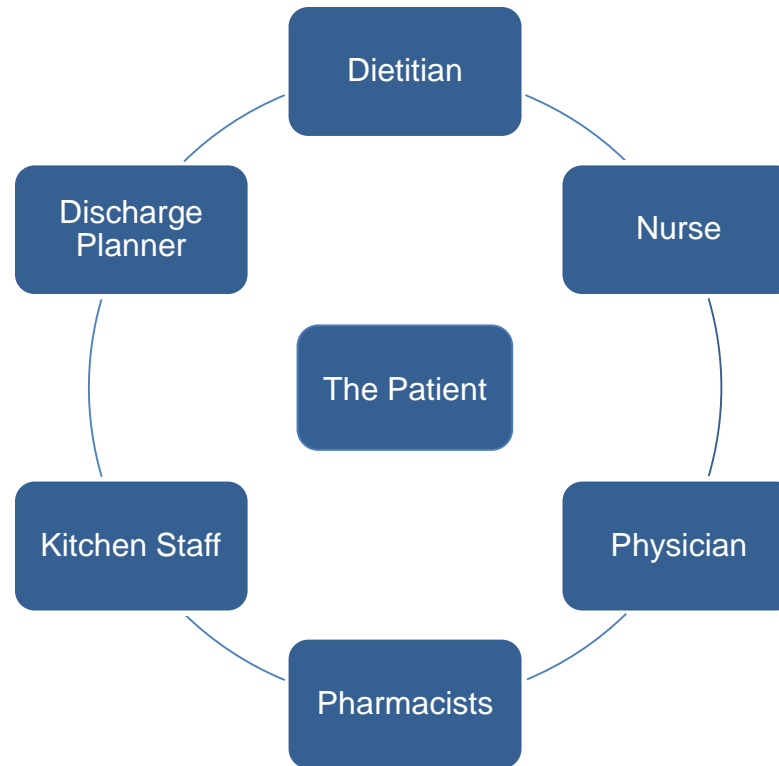 Dietitian
Discharge
Planner
Nurse
The Patient
Kitchen Staff
Physician
Pharmacists